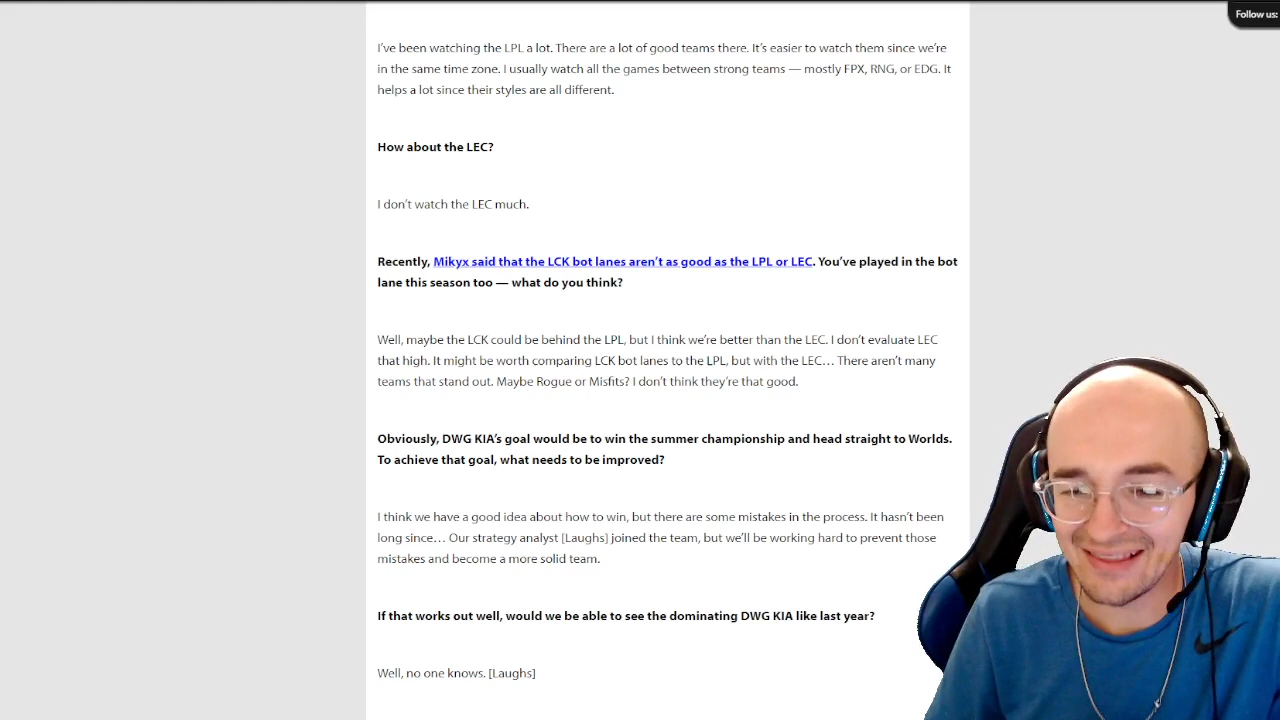 Follow us:
I’ve been watching the LPL a lot. There are a lot of good teams there. It’s easier to watch them since we’re
in the same time zone. I usually watch all the games between strong teams — mostly FPX, RNG, or EDG. It
helps a lot since their styles are all different.
How about the LEC?
I don’t watch the LEC much.
Recently, Mikyx said that the LCK bot lanes aren’t as good as the LPL or LEC. You’ve played in the bot
lane this season too — what do you think?
Well, maybe the LCK could be behind the LPL, but I think we’re better than the LEC. I don’t evaluate LEC
that high. It might be worth comparing LCK bot lanes to the LPL, but with the LEC… There aren’t many
teams that stand out. Maybe Rogue or Misfits? I don’t think they’re that good.
Obviously, DWG KIA’s goal would be to win the summer championship and head straight to Worlds.
To achieve that goal, what needs to be improved?
I think we have a good idea about how to win, but there are some mistakes in the process. It hasn’t been
long since… Our strategy analyst [Laughs] joined the team, but we’ll be working hard to prevent those
mistakes and become a more solid team.
If that works out well, would we be able to see the dominating DWG KIA like last year?
Well, no one knows. [Laughs]